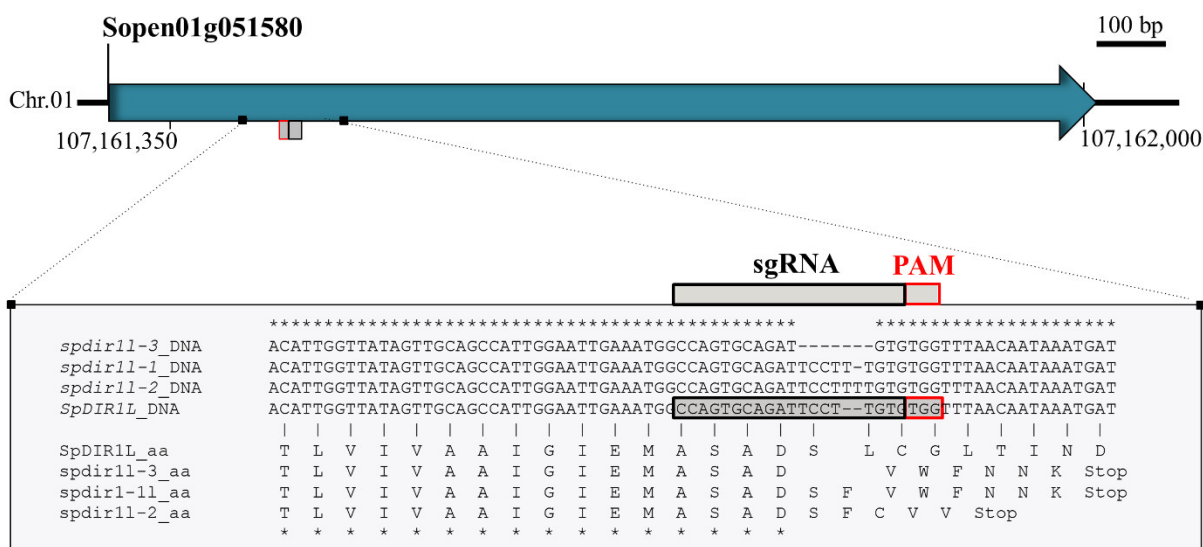 Sopen01g051580
100 bp
Chr.01
107,161,350
107,162,000
sgRNA PAM
************************************************ **********************
spdir1l-3_DNA ACATTGGTTATAGTTGCAGCCATTGGAATTGAAATGGCCAGTGCAGAT-------GTGTGGTTTAACAATAAATGAT
spdir1l-1_DNA ACATTGGTTATAGTTGCAGCCATTGGAATTGAAATGGCCAGTGCAGATTCCTT-TGTGTGGTTTAACAATAAATGAT
spdir1l-2_DNA ACATTGGTTATAGTTGCAGCCATTGGAATTGAAATGGCCAGTGCAGATTCCTTTTGTGTGGTTTAACAATAAATGAT
SpDIR1L_DNA ACATTGGTTATAGTTGCAGCCATTGGAATTGAAATGGCCAGTGCAGATTCCT--TGTGTGGTTTAACAATAAATGAT
| | | | | | | | | | | | | | | | | | | | | | | | |
SpDIR1L_aa T L V I V A A I G I E M A S A D S L C G L T I N D
spdir1l-3_aa T L V I V A A I G I E M A S A D V W F N N K Stop
spdir1-1l_aa T L V I V A A I G I E M A S A D S F V W F N N K Stop
spdir1l-2_aa T L V I V A A I G I E M A S A D S F C V V Stop
* * * * * * * * * * * * * * * *